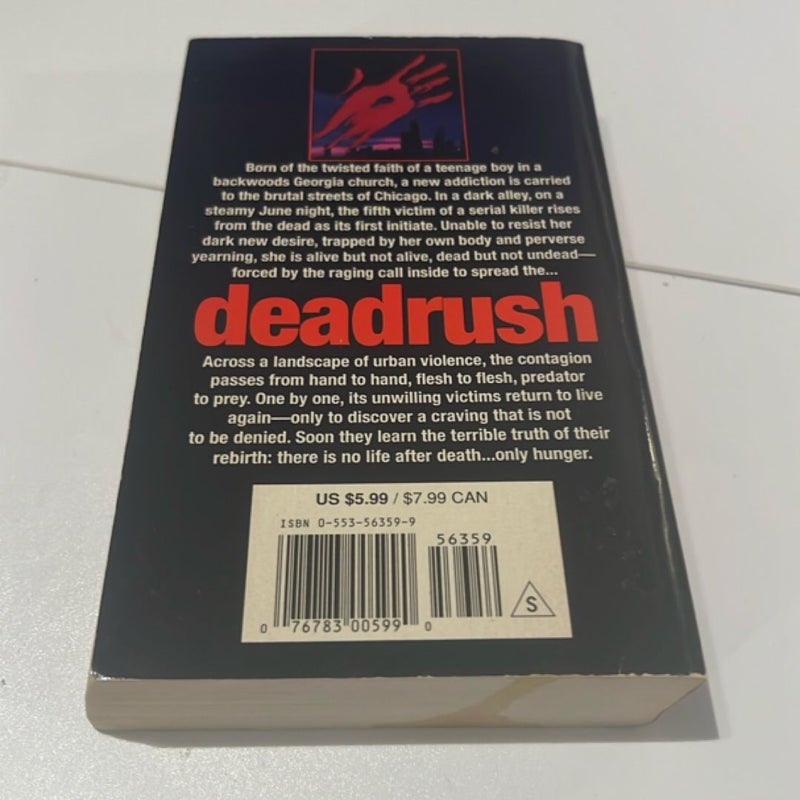 Born of the twisted faith of a teenage boy in a
backwoods Georgia church, a new addiction is carried
to the brutal streets of Chicago. In a dark alley, on a
steamy June night, the fifth victim of a serial killer rises
from the dead as its first initiate. Unable to resist her
dark new desire, trapped by her own body and perverse
yearning, she is alive but not alive, dead but not undead—
forced by the raging call inside to spread the...
deadrush
Across a landscape of urban violence, the contagion
passes from hand to hand, flesh to flesh, predator
to prey. One by one, its unwilling victims return to live
again—only to discover a craving that is not
to be denied. Soon they learn the terrible truth of their
rebirth: there is no life after death...only hunger.
US $5.99 / $7.99 CAN
ISBN 0-553-56359-9
56359
S
0 76783 00599 0